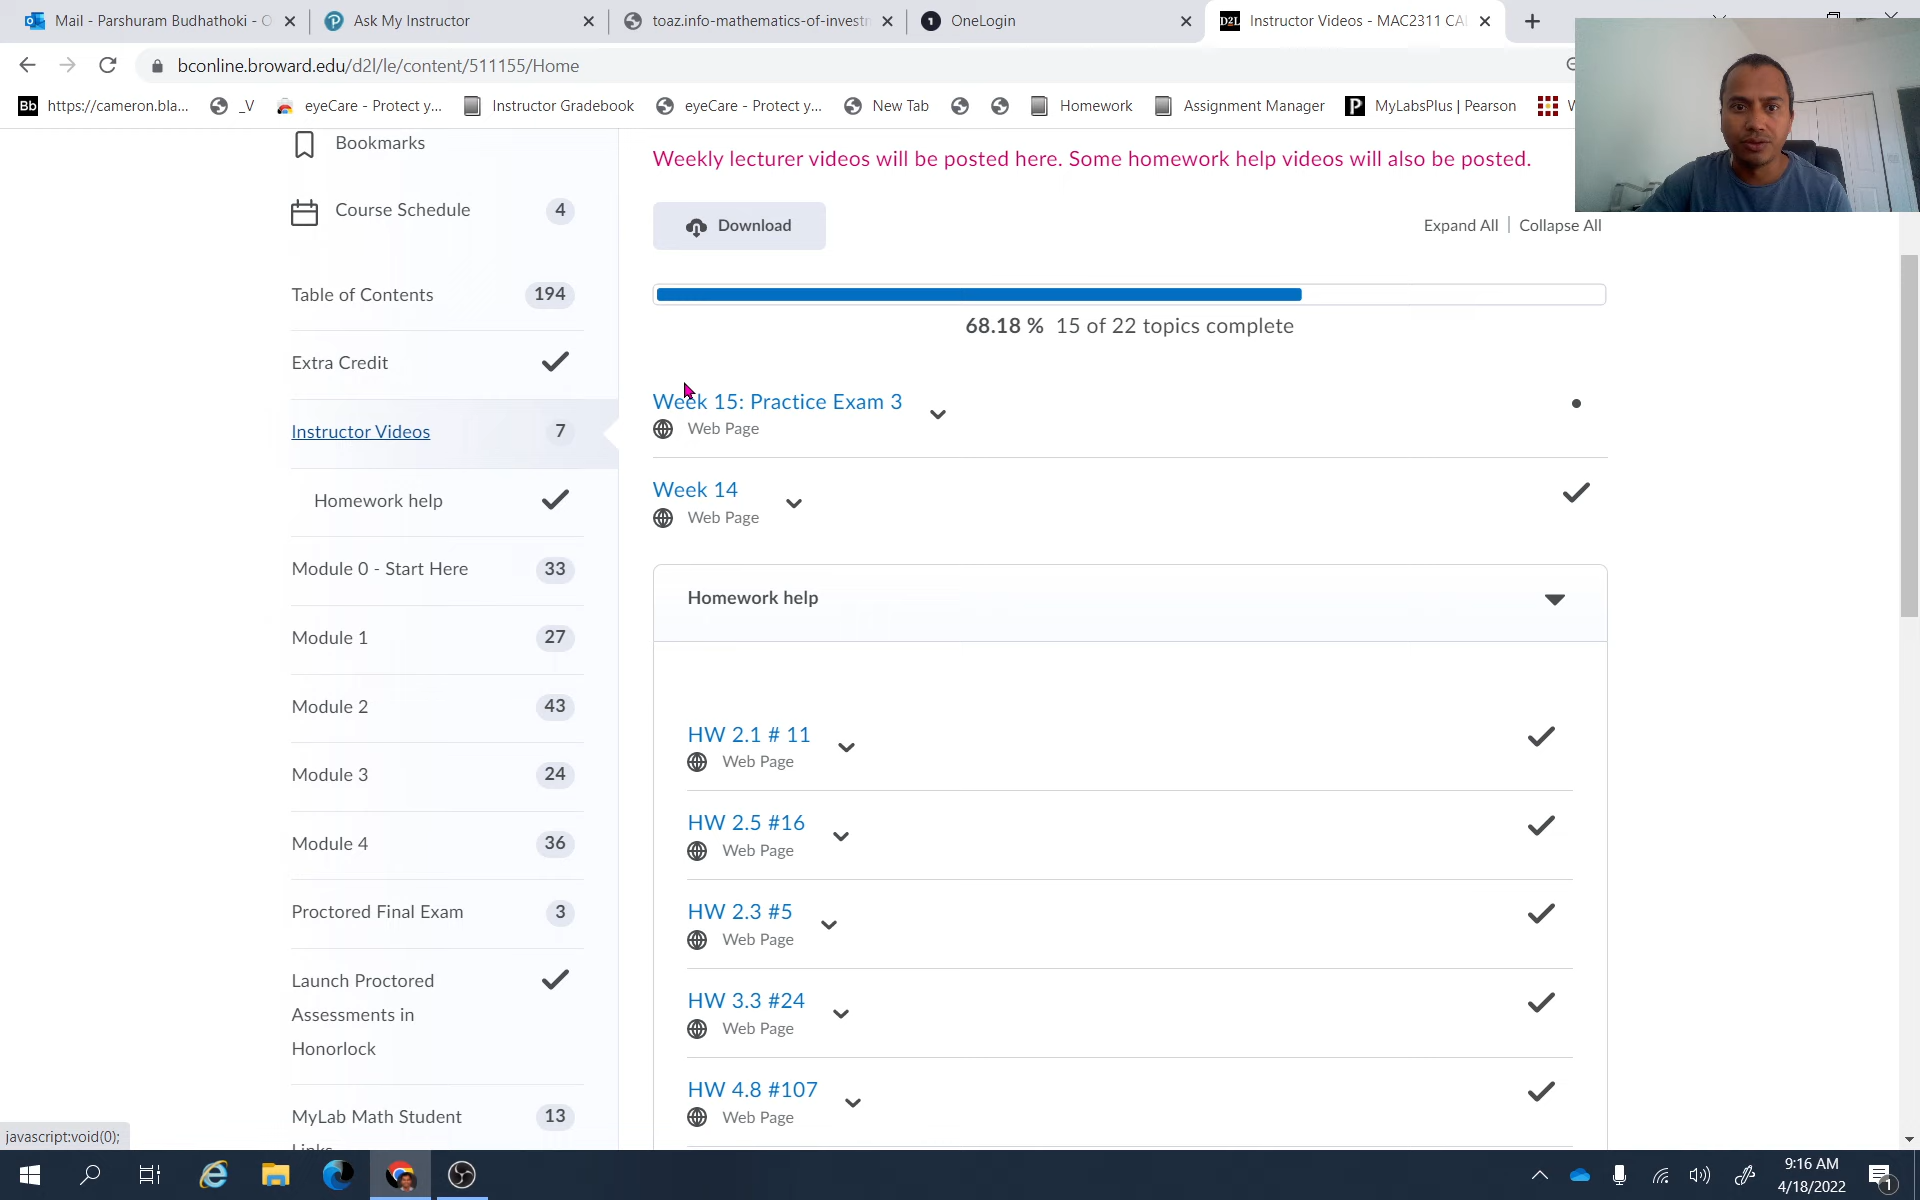 Mail - Parshuram Budhathoki - O
Ask My Instructor
toaz.info-mathematics-of-investm
OneLogin
Instructor Videos - MAC2311 CAL
bconline.broward.edu/d2l/le/content/511155/Home
https://cameron.bla...
_V
eyeCare - Protect y...
Instructor Gradebook
eyeCare - Protect y...
New Tab
Homework
Assignment Manager
MyLabsPlus | Pearson
Bookmarks
Course Schedule 4
Table of Contents 194
Extra Credit
Instructor Videos 7
Homework help
Module 0 - Start Here 33
Module 1 27
Module 2 43
Module 3 24
Module 4 36
Proctored Final Exam 3
Launch Proctored
Assessments in
Honorlock
MyLab Math Student 13
Links
Weekly lecturer videos will be posted here. Some homework help videos will also be posted.
Download
Expand All | Collapse All
68.18 % 15 of 22 topics complete
Week 15: Practice Exam 3
Web Page
Week 14
Web Page
Homework help
HW 2.1 # 11
Web Page
HW 2.5 #16
Web Page
HW 2.3 #5
Web Page
HW 3.3 #24
Web Page
HW 4.8 #107
Web Page
javascript:void(0);
9:16 AM
4/18/2022
1